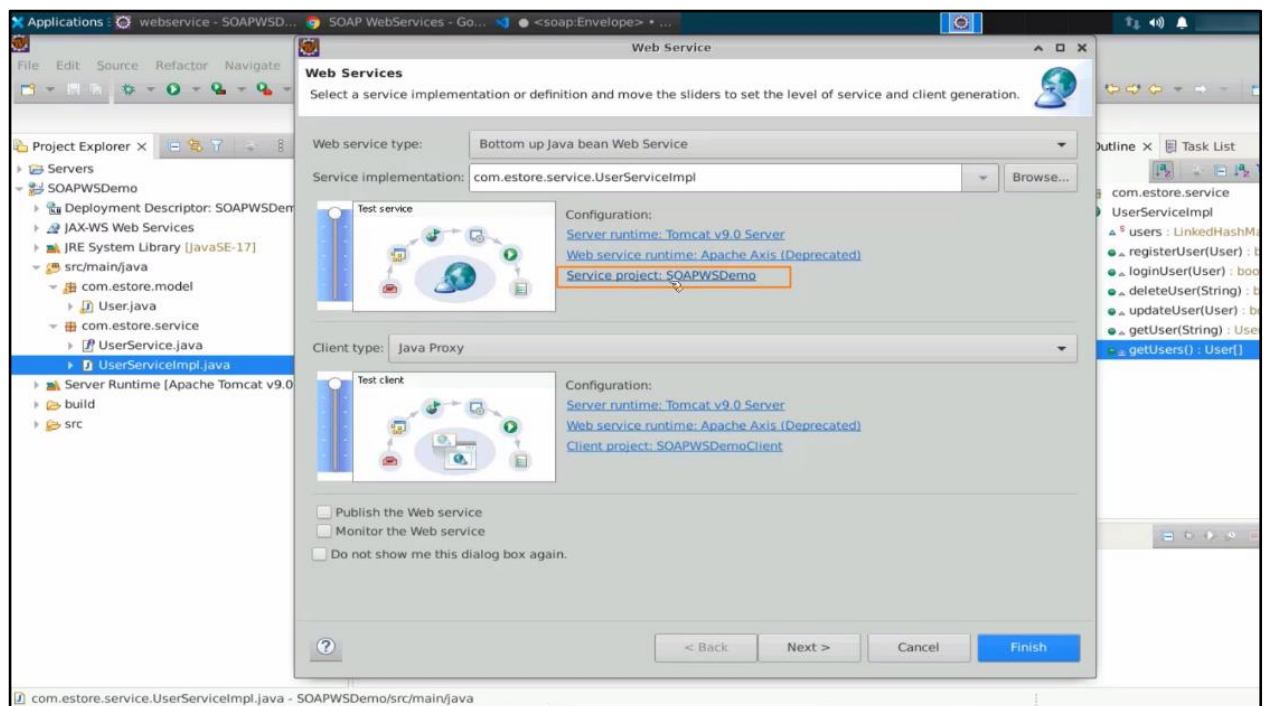 Applications
webservice - SOAPWSD...
SOAP WebServices - Go...
<soap:Envelope> • ...
Web Service
File Edit Source Refactor Navigate
Web Services
Select a service implementation or definition and move the sliders to set the level of service and client generation.
Project Explorer
Servers
SOAPWSDemo
Deployment Descriptor: SOAPWSDem
JAX-WS Web Services
JRE System Library [JavaSE-17]
src/main/java
com.estore.model
User.java
com.estore.service
UserService.java
UserServiceImpl.java
Server Runtime [Apache Tomcat v9.0
build
src
Web service type: Bottom up Java bean Web Service
Service implementation: com.estore.service.UserServiceImpl Browse...
Test service
Configuration:
Server runtime: Tomcat v9.0 Server
Web service runtime: Apache Axis (Deprecated)
Service project: SOAPWSDemo
Client type: Java Proxy
Test client
Configuration:
Server runtime: Tomcat v9.0 Server
Web service runtime: Apache Axis (Deprecated)
Client project: SOAPWSDemoClient
Publish the Web service
Monitor the Web service
Do not show me this dialog box again.
? < Back Next > Cancel Finish
Outline Task List
com.estore.service
UserServiceImpl
users : LinkedHashMa
registerUser(User) : b
loginUser(User) : boo
deleteUser(String) : b
updateUser(User) : b
getUser(String) : Use
getUsers() : User[]
com.estore.service.UserServiceImpl.java - SOAPWSDemo/src/main/java